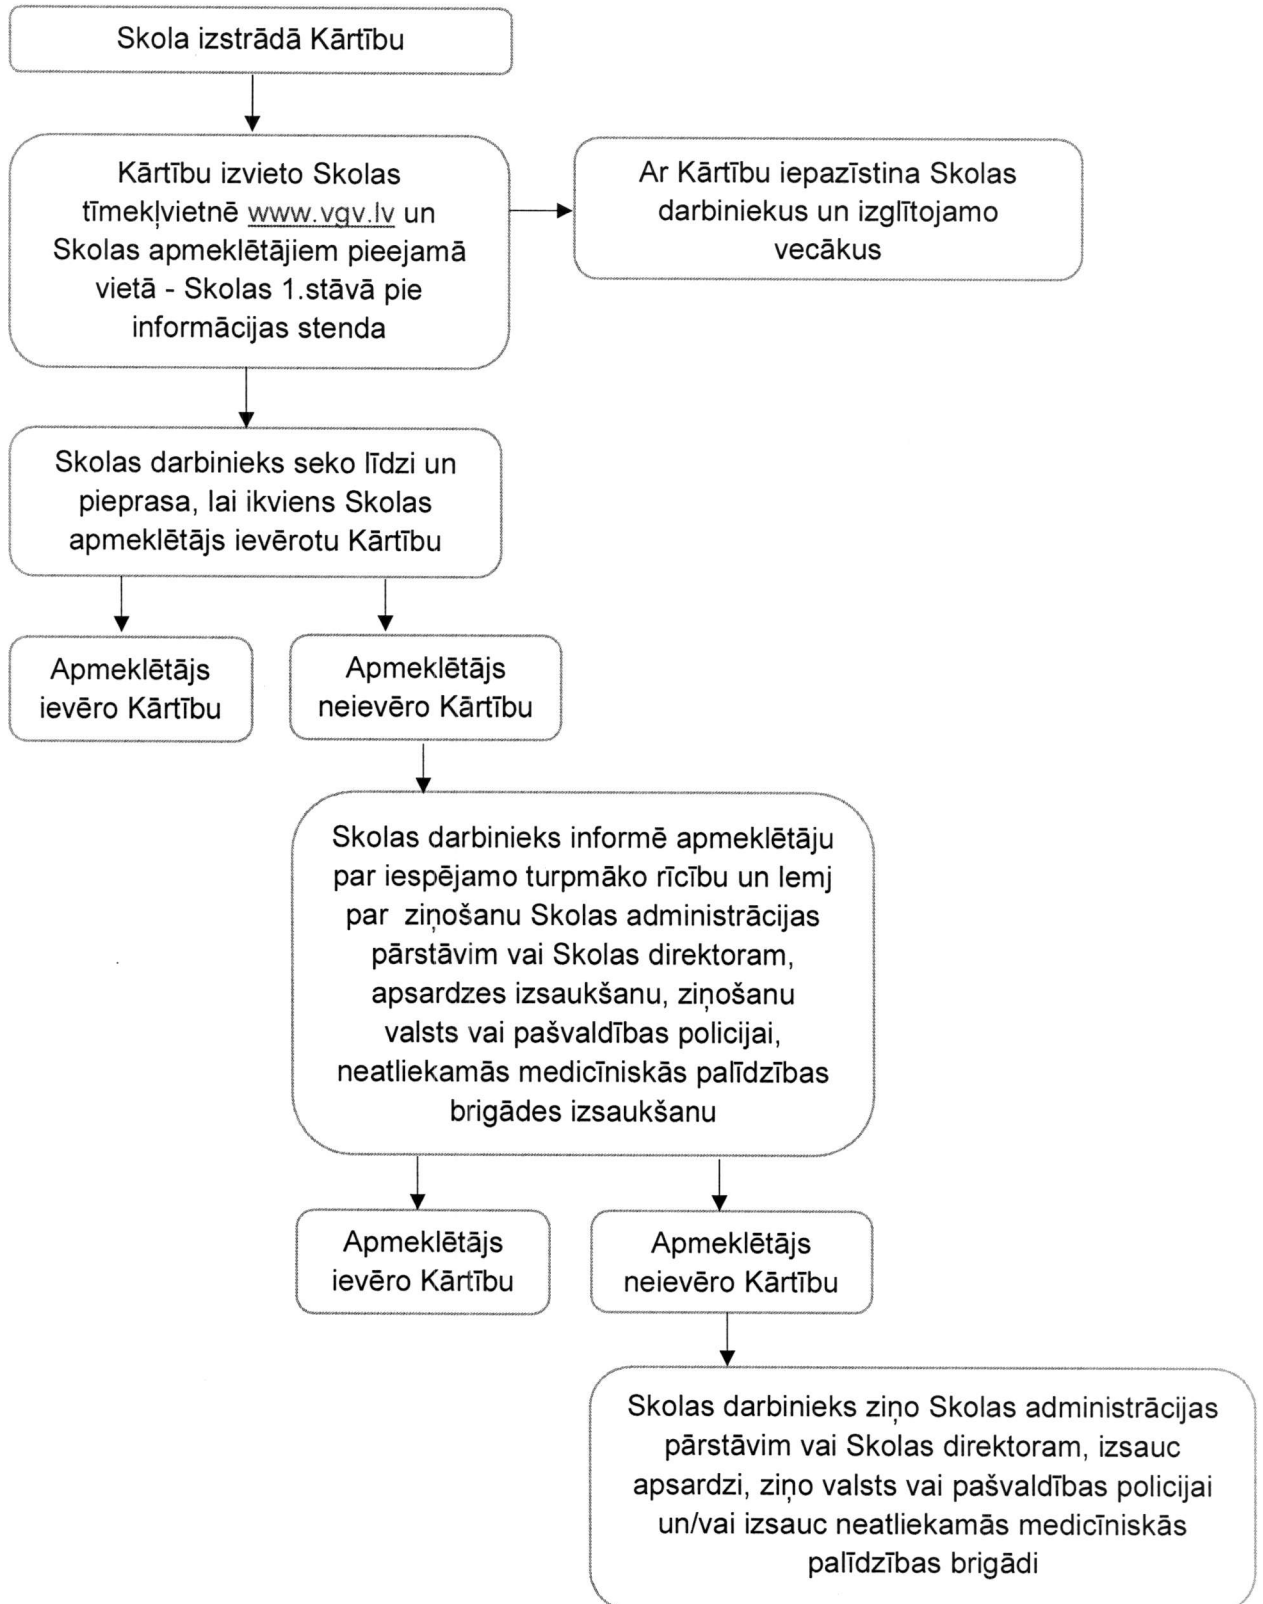 Skola izstrādā Kārtību
Kārtību izvieto Skolas
tīmekļvietnē www.vgv.lv un
Skolas apmeklētājiem pieejamā
vietā - Skolas 1.stāvā pie
informācijas stenda
Ar Kārtību iepazīstina Skolas
darbiniekus un izglītojamo
vecākus
Skolas darbinieks seko līdzi un
pieprasa, lai ikviens Skolas
apmeklētājs ievērotu Kārtību
Apmeklētājs
ievēro Kārtību
Apmeklētājs
neievēro Kārtību
Skolas darbinieks informē apmeklētāju
par iespējamo turpmāko rīcību un lemj
par ziņošanu Skolas administrācijas
pārstāvim vai Skolas direktoram,
apsardzes izsaukšanu, ziņošanu
valsts vai pašvaldības policijai,
neatliekamās medicīniskās palīdzības
brigādes izsaukšanu
Apmeklētājs
ievēro Kārtību
Apmeklētājs
neievēro Kārtību
Skolas darbinieks ziņo Skolas administrācijas
pārstāvim vai Skolas direktoram, izsauc
apsardzi, ziņo valsts vai pašvaldības policijai
un/vai izsauc neatliekamās medicīniskās
palīdzības brigādi